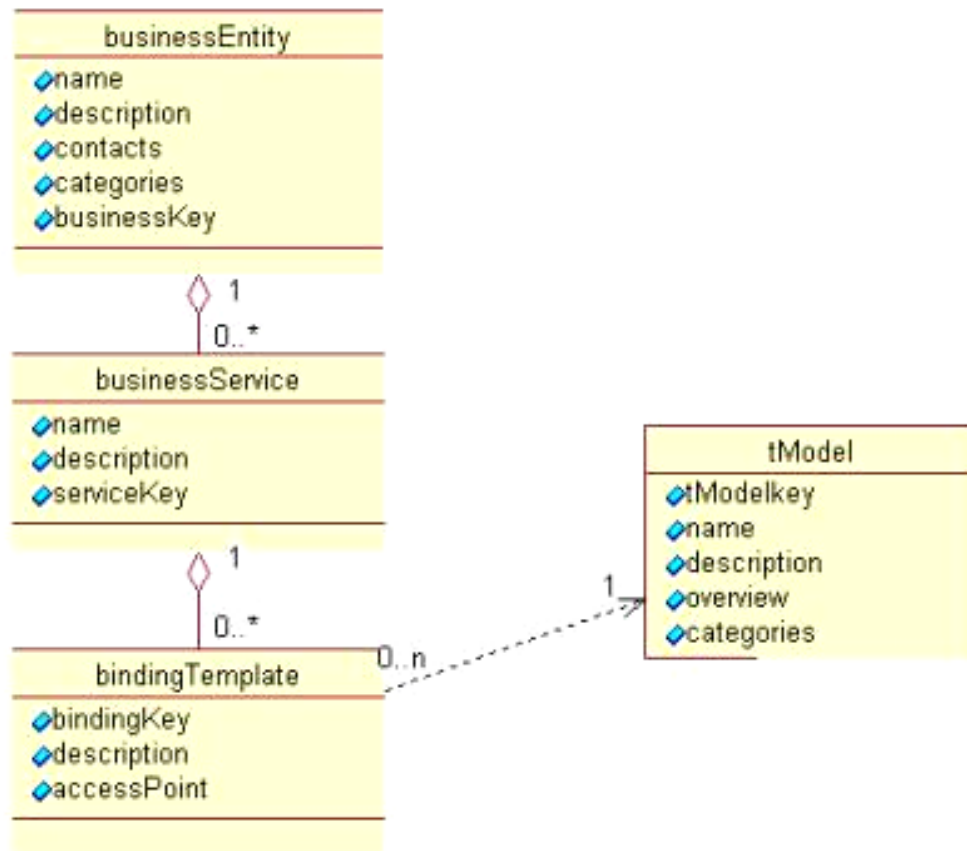 businessEntity
name
description
contacts
categories
businessKey
1
0..*
businessService
name
description
serviceKey
1
0..*
bindingTemplate
bindingKey
description
accessPoint
0..n
1
tModel
tModelkey
name
description
overview
categories